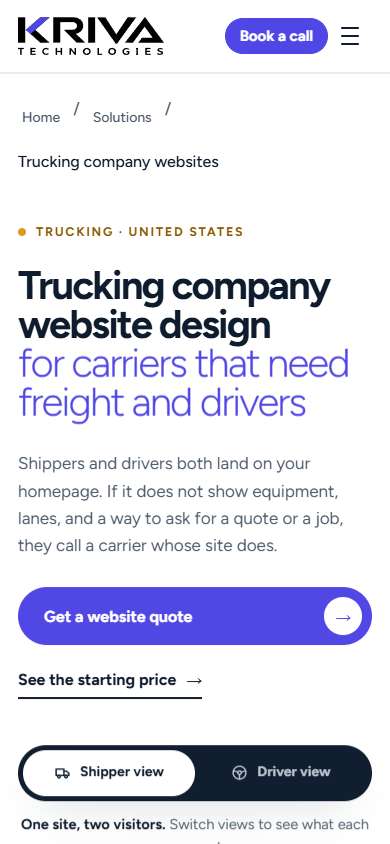 KRIVA
TECHNOLOGIES
Book a call
Home / Solutions /
Trucking company websites
TRUCKING · UNITED STATES
Trucking company
website design
for carriers that need
freight and drivers
Shippers and drivers both land on your
homepage. If it does not show equipment,
lanes, and a way to ask for a quote or a job,
they call a carrier whose site does.
Get a website quote →
See the starting price →
Shipper view
Driver view
One site, two visitors. Switch views to see what each